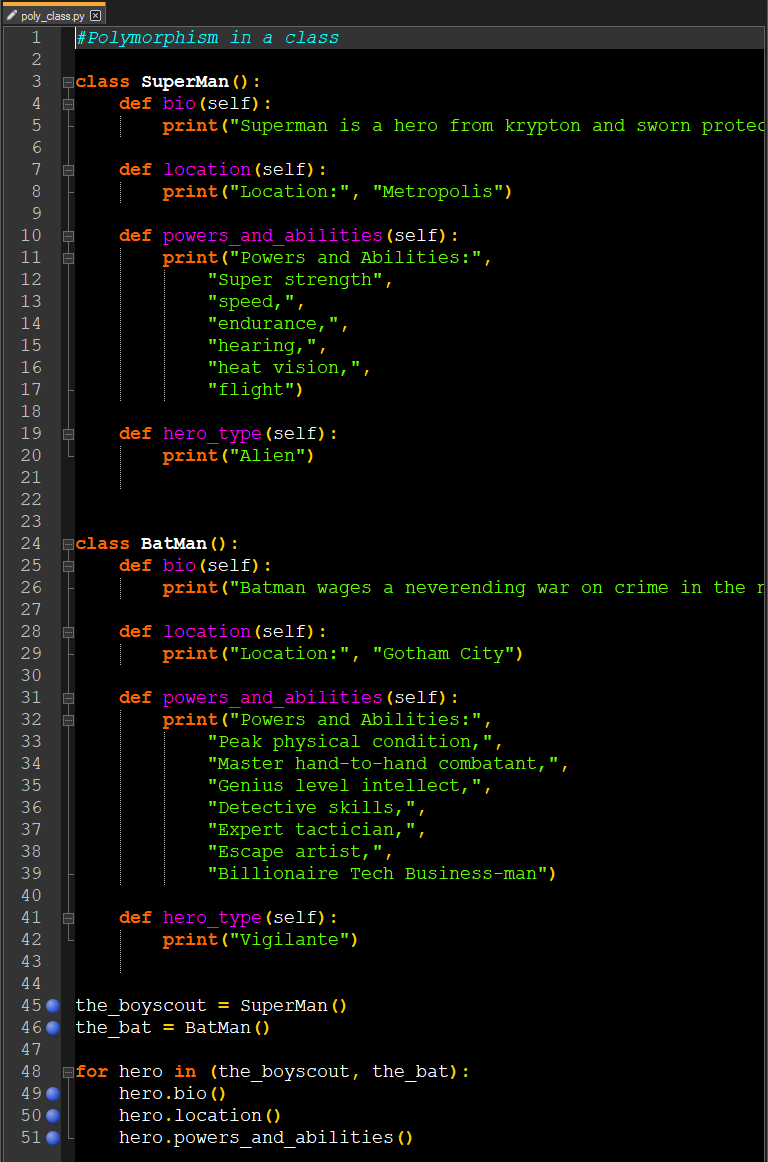 poly_class.py
1 #Polymorphism in a class
2
3 class SuperMan():
4     def bio(self):
5         print("Superman is a hero from krypton and sworn
6
7     def location(self):
8         print("Location:", "Metropolis")
9
10     def powers_and_abilities(self):
11         print("Powers and Abilities:",
12             "Super strength",
13             "speed,",
14             "endurance,",
15             "hearing,",
16             "heat vision,",
17             "flight")
18
19     def hero_type(self):
20         print("Alien")
21
22
23
24 class BatMan():
25     def bio(self):
26         print("Batman wages a neverending war on crime in the
27
28     def location(self):
29         print("Location:", "Gotham City")
30
31     def powers_and_abilities(self):
32         print("Powers and Abilities:",
33             "Peak physical condition,",
34             "Master hand-to-hand combatant,",
35             "Genius level intellect,",
36             "Detective skills,",
37             "Expert tactician,",
38             "Escape artist,",
39             "Billionaire Tech Business-man")
40
41     def hero_type(self):
42         print("Vigilante")
43
44
45 the_boyscout = SuperMan()
46 the_bat = BatMan()
47
48 for hero in (the_boyscout, the_bat):
49     hero.bio()
50     hero.location()
51     hero.powers_and_abilities()